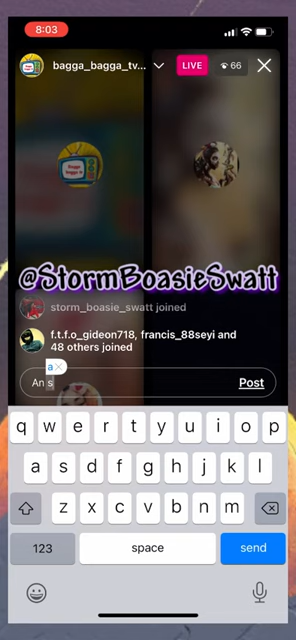 8:03
bagga_bagga_tv... LIVE 66
@StormBoasieSwatt
storm_boasie_swatt joined
f.t.f.o_gideon718, francis_88seyi and
48 others joined
a
An s Post
q w e r t y u i o p
a s d f g h j k l
z x c v b n m
123 space send